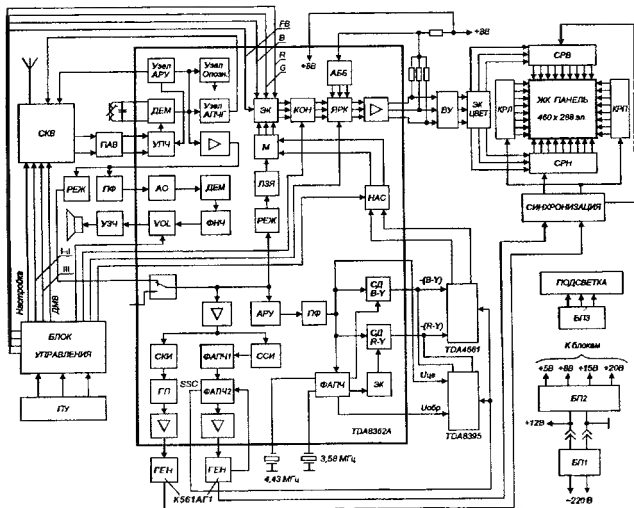 FB
B
R
G
+8В
+5В
Узел АРУ
Узел Опозн.
АББ
СРВ
СКВ
ДЕМ
Узел АПЧГ
ЭК
КОН
ЯРК
ВУ
ЭК ЦВЕТ
КРЛ
ЖК ПАНЕЛЬ
460 x 288 эл.
КРП
ПАВ
УПЧ
М
СРН
РЕЖ
ПФ
АО
ДЕМ
ЛЗЯ
НАС
СИНХРОНИЗАЦИЯ
УЗЧ
VOL
ФНЧ
РЕЖ
Настройка
I-II
III
ДМВ
ПОДСВЕТКА
БП3
БЛОК УПРАВЛЕНИЯ
АРУ
ПФ
СД B-Y
-(B-Y)
TDA4661
СД R-Y
-(R-Y)
К блокам
+5В
+8В
+15В
+20В
СКИ
ФАПЧ1
ССИ
ПУ
ГП
SSC
ФАПЧ2
ФАПЧ
ЭК
Uцв
Uобр
TDA8395
БП2
+12В
TDA8362A
ГЕН
ГЕН
4,43 МГц
3,58 МГц
БП1
К561АГ1
~220 В